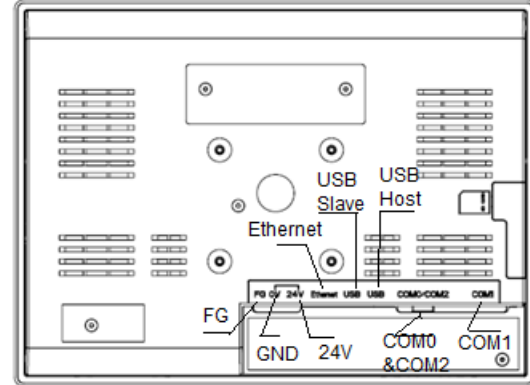 USB
Slave
USB
Host
Ethernet
FG 0V 24V Ethernet USB USB COM0/COM2 COM1
FG
GND
24V
COM0
&COM2
COM1